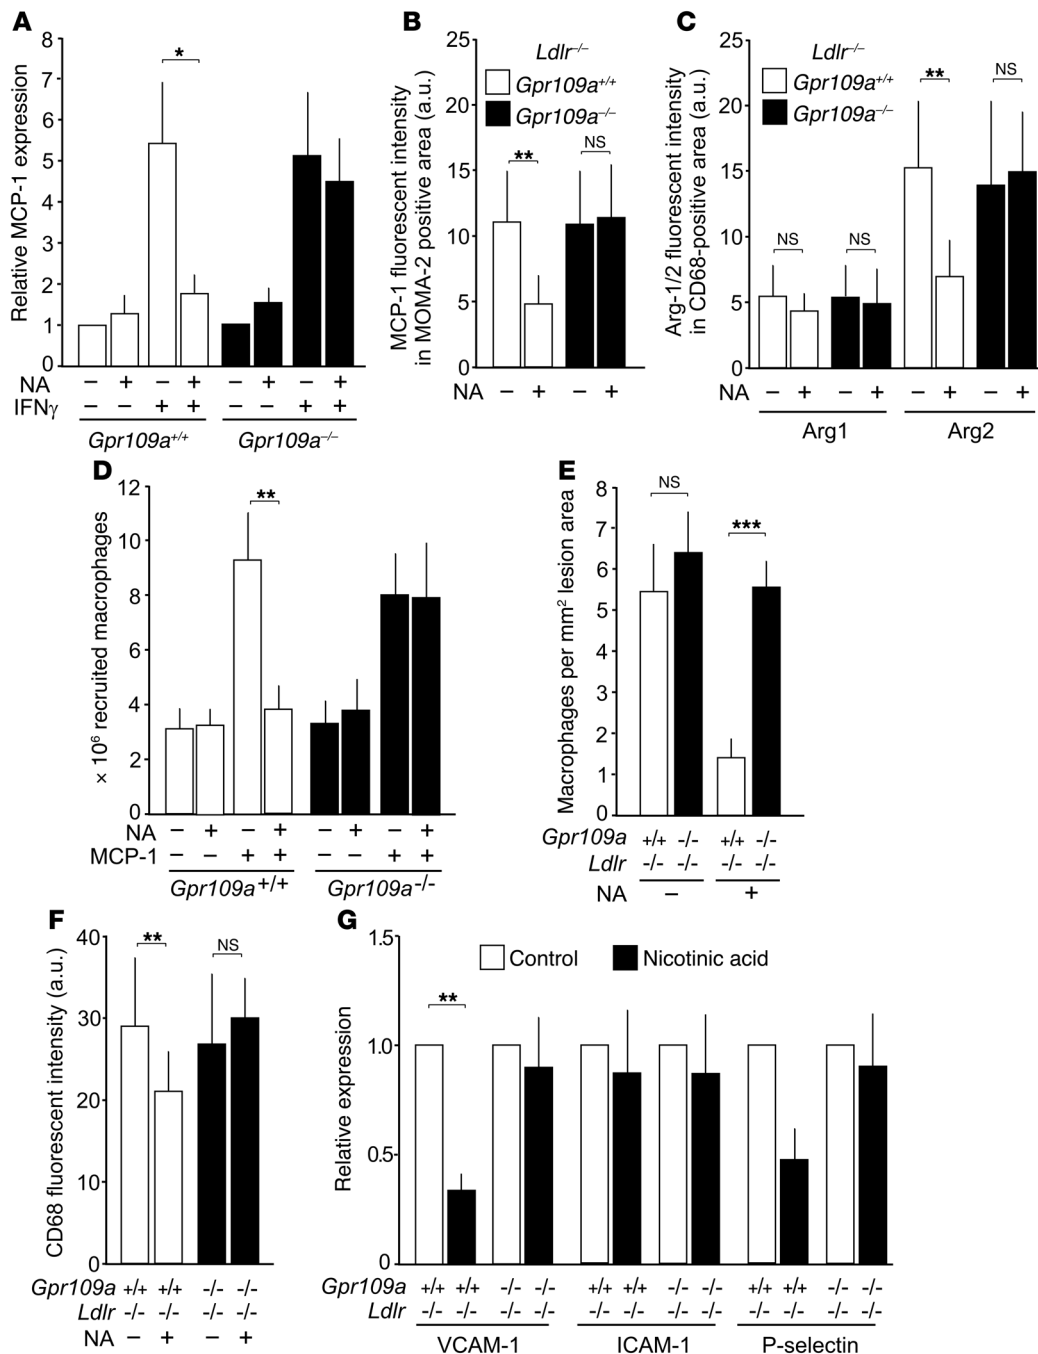 A
Relative MCP-1 expression
8
7
6
5
4
3
2
1
0
*
NA − + − + − + − +
IFNγ − − + + − − + +
Gpr109a+/+ Gpr109a−/−
B
MCP-1 fluorescent intensity
in MOMA-2 positive area (a.u.)
25
20
15
10
5
0
Ldlr−/−
Gpr109a+/+
Gpr109a−/−
** NS
NA − + − +
C
Arg-1/2 fluorescent intensity
in CD68-positive area (a.u.)
25
20
15
10
5
0
Ldlr−/−
Gpr109a+/+
Gpr109a−/−
NS NS ** NS
NA − + − + − + − +
Arg1 Arg2
D
× 10⁶ recruited macrophages
12
10
8
6
4
2
0
**
NA − + − + − + − +
MCP-1 − − + + − − + +
Gpr109a+/+ Gpr109a-/-
E
Macrophages per mm² lesion area
8
7
6
5
4
3
2
1
0
NS ***
Gpr109a +/+ -/- +/+ -/-
Ldlr -/- -/- -/- -/-
NA − +
F
CD68 fluorescent intensity (a.u.)
40
30
20
10
0
** NS
Gpr109a +/+ +/+ -/- -/-
Ldlr -/- -/- -/- -/-
NA − + − +
G
Relative expression
1.5
1.0
0.5
0
Control Nicotinic acid
**
Gpr109a +/+ +/+ -/- -/- +/+ +/+ -/- -/- +/+ +/+ -/- -/-
Ldlr -/- -/- -/- -/- -/- -/- -/- -/- -/- -/- -/- -/-
VCAM-1 ICAM-1 P-selectin